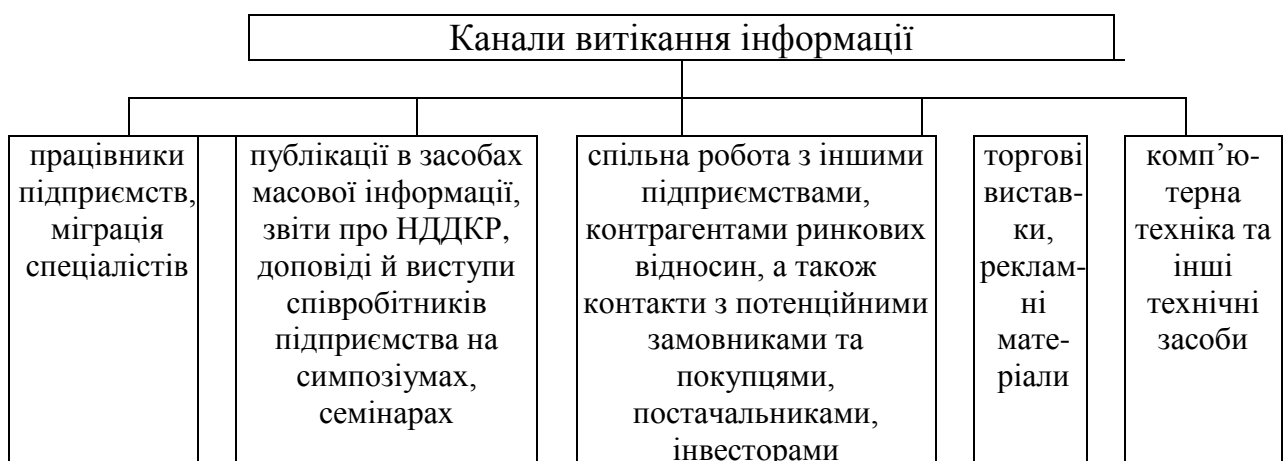 Канали витікання інформації
працівники
підприємств,
міграція
спеціалістів
публікації в засобах
масової інформації,
звіти про НДДКР,
доповіді й виступи
співробітників
підприємства на
симпозіумах,
семінарах
спільна робота з іншими
підприємствами,
контрагентами ринкових
відносин, а також
контакти з потенційними
замовниками та
покупцями,
постачальниками,
інвесторами
торгові
вистав-
ки,
реклам-
ні
мате-
ріали
комп’ю-
терна
техніка та
інші
технічні
засоби